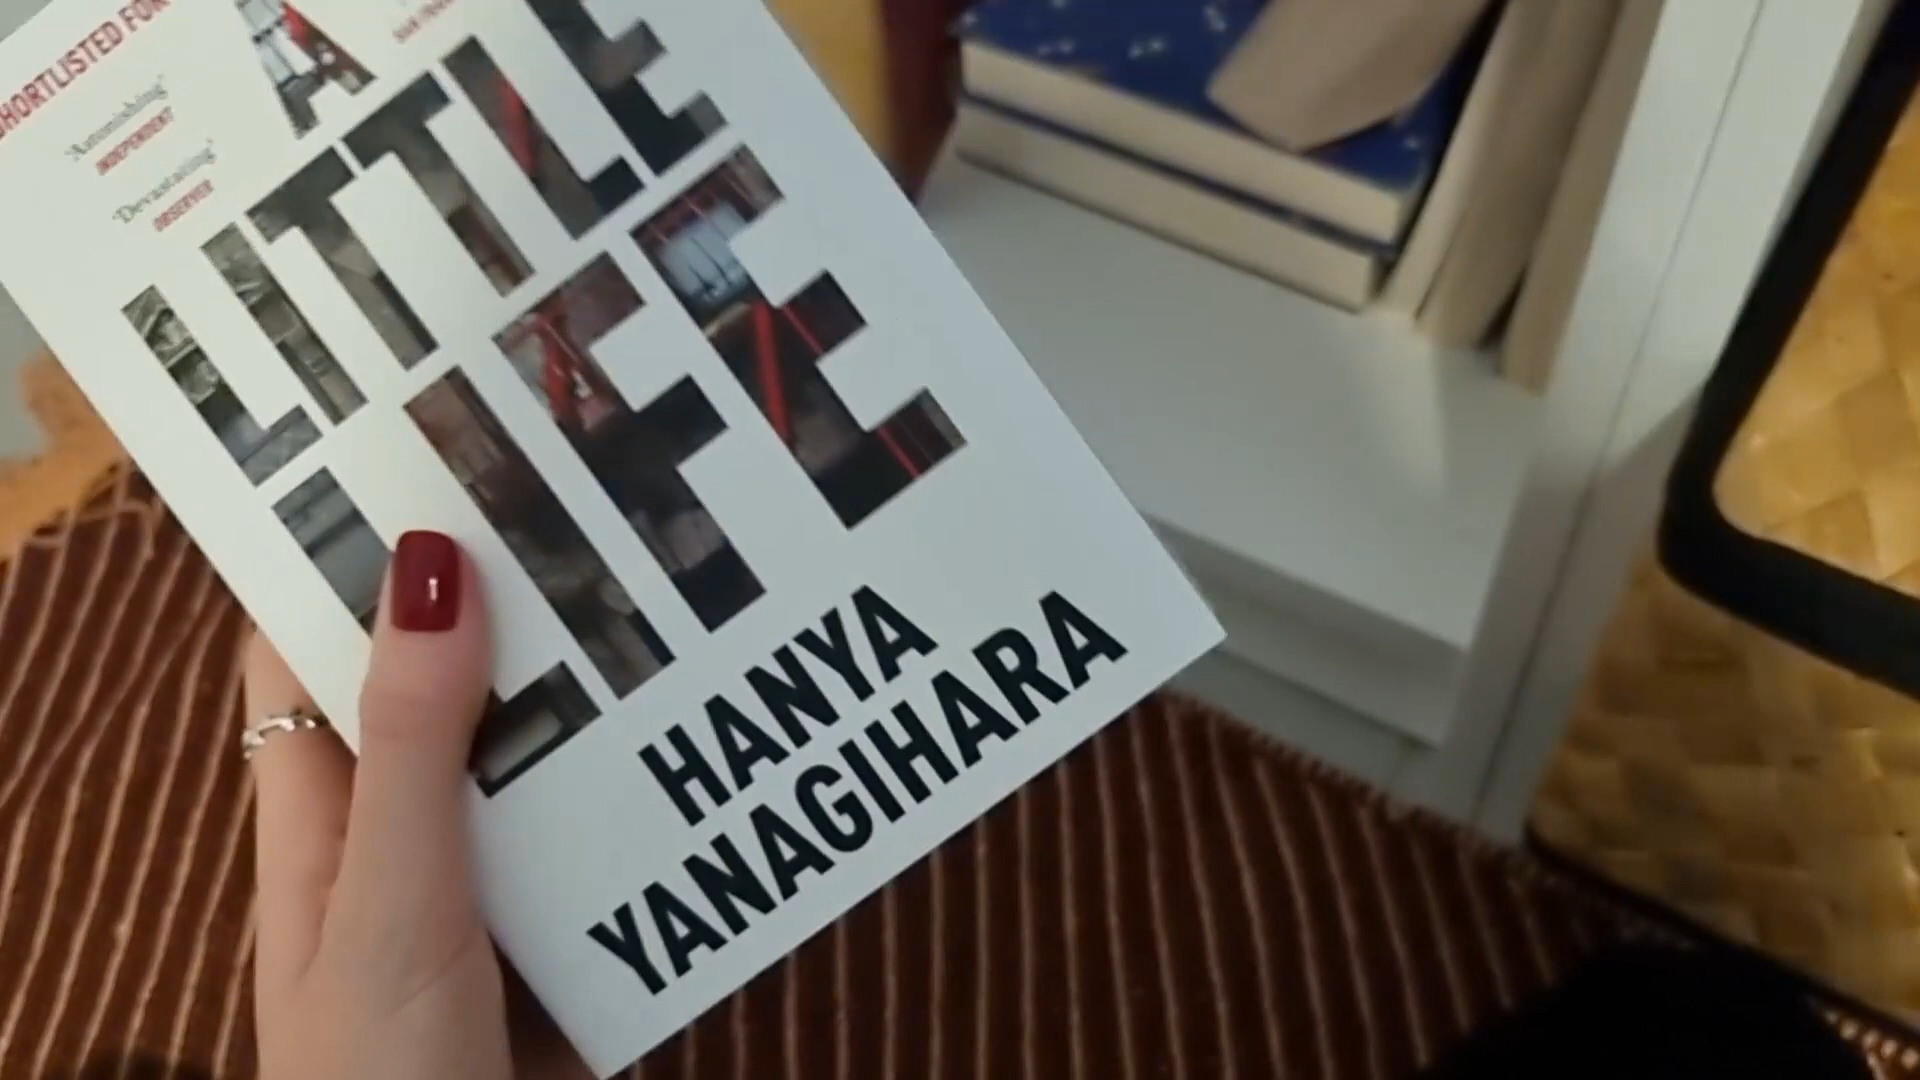 SHORTLISTED FOR
'Astonishing'
INDEPENDENT
'Devastating'
OBSERVER
A
LITTLE
LIFE
HANYA
YANAGIHARA